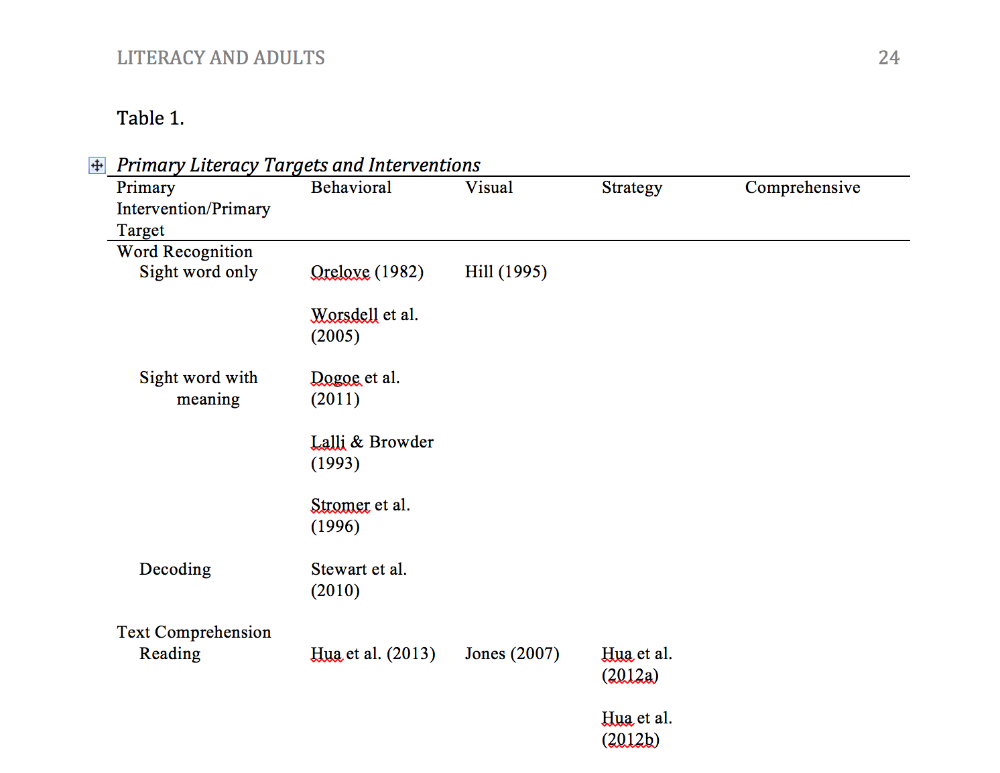 LITERACY AND ADULTS 24
Table 1.
Primary Literacy Targets and Interventions
Primary Behavioral Visual Strategy Comprehensive
Intervention/Primary
Target
Word Recognition
Sight word only Orelove (1982) Hill (1995)
Worsdell et al.
(2005)
Sight word with Dogoe et al.
meaning (2011)
Lalli & Browder
(1993)
Stromer et al.
(1996)
Decoding Stewart et al.
(2010)
Text Comprehension
Reading Hua et al. (2013) Jones (2007) Hua et al.
(2012a)
Hua et al.
(2012b)